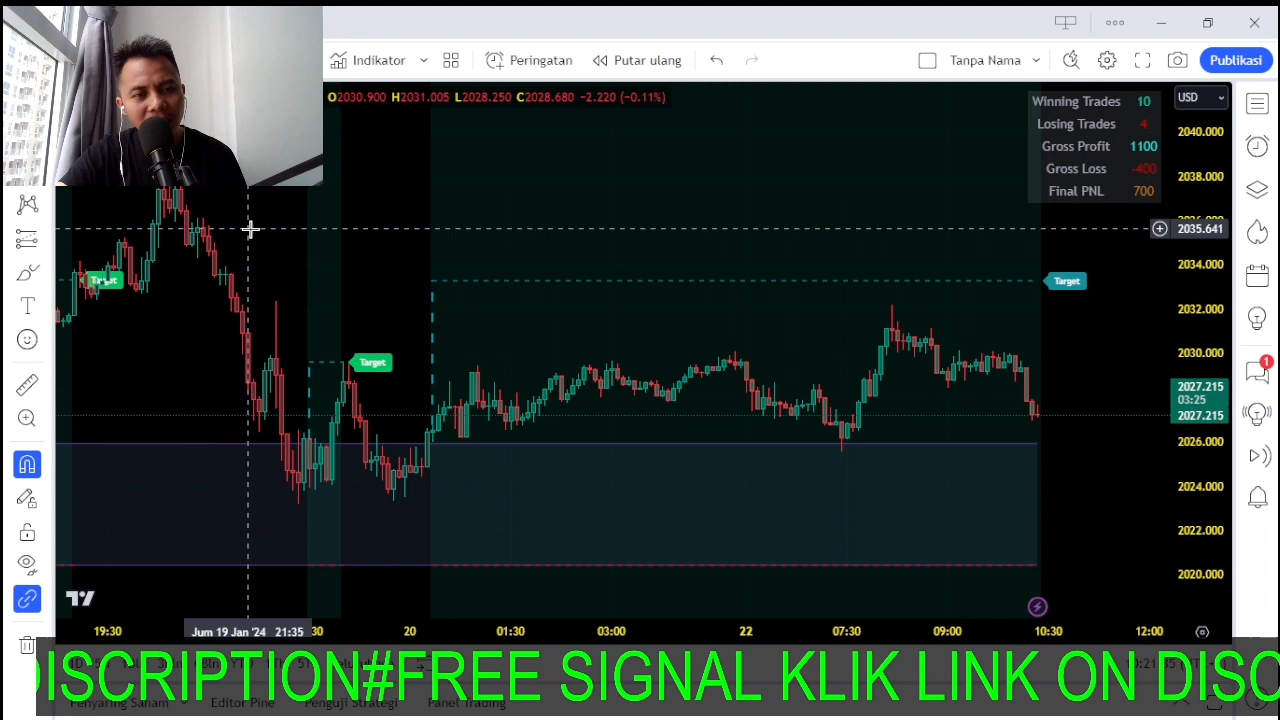 Indikator
Peringatan
Putar ulang
Tanpa Nama
Publikasi
O2030.900 H2031.005 L2028.250 C2028.680 −2.220 (−0.11%)
Winning Trades 10
Losing Trades 4
Gross Profit 1100
Gross Loss -400
Final PNL 700
USD
2040.000
2038.000
2035.641
2034.000
2032.000
2030.000
2027.215
03:25
2027.215
2026.000
2024.000
2022.000
2020.000
Target
Target
Target
1
19:30
Jum 19 Jan '24 21:35
30
20
01:30
03:00
22
07:30
09:00
10:30
12:00
DISCRIPTION#FREE SIGNAL KLIK LINK ON DISC
Penyaring Saham
Editor Pine
Penguji Strategi
Panel Trading